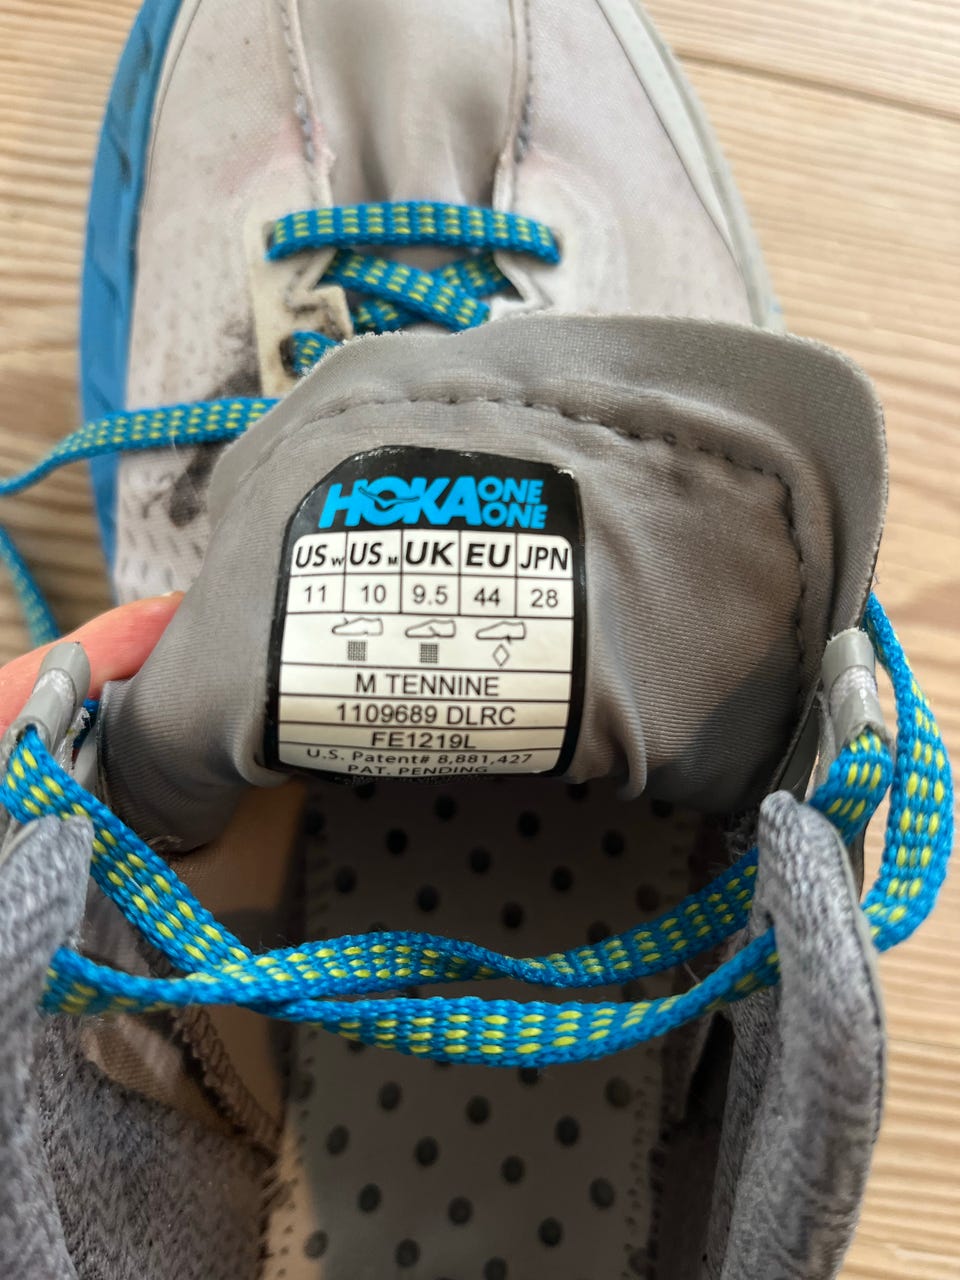 HOKA ONE ONE
US W US M UK EU JPN
11 10 9.5 44 28
M TENNINE
1109689 DLRC
FE1219L
U.S. Patent# 8,881,427
PAT. PENDING